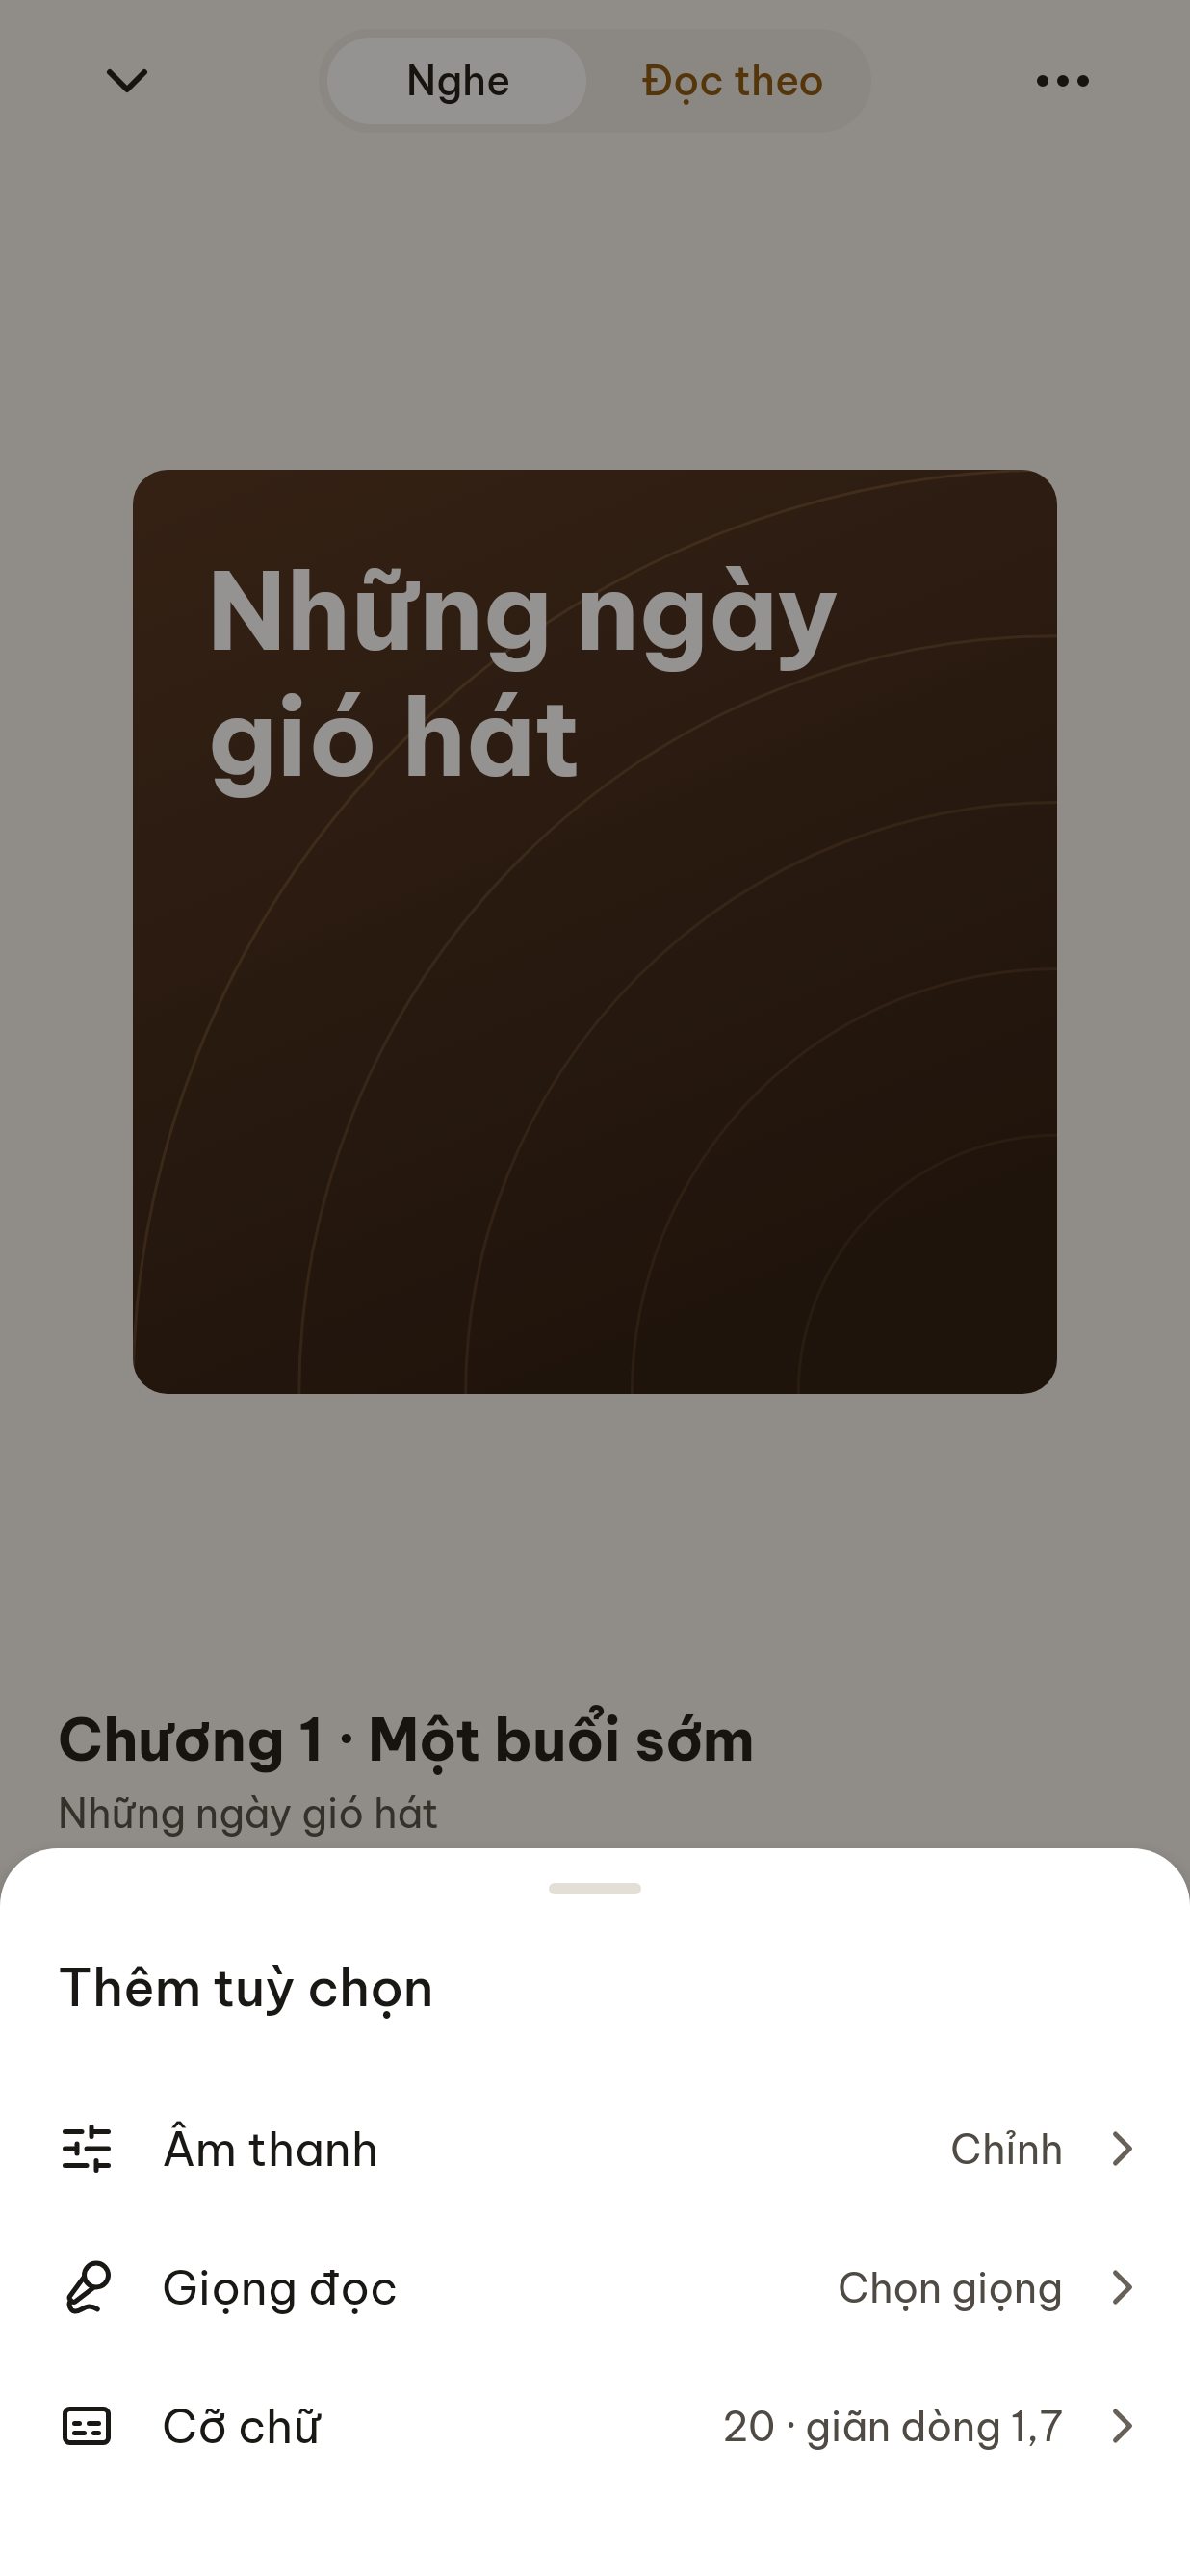 Nghe
Đọc theo
Những ngày
gió hát
Chương 1 · Một buổi sớm
Những ngày gió hát
Thêm tuỳ chọn
Âm thanh
Chỉnh
Giọng đọc
Chọn giọng
Cỡ chữ
20 · giãn dòng 1,7